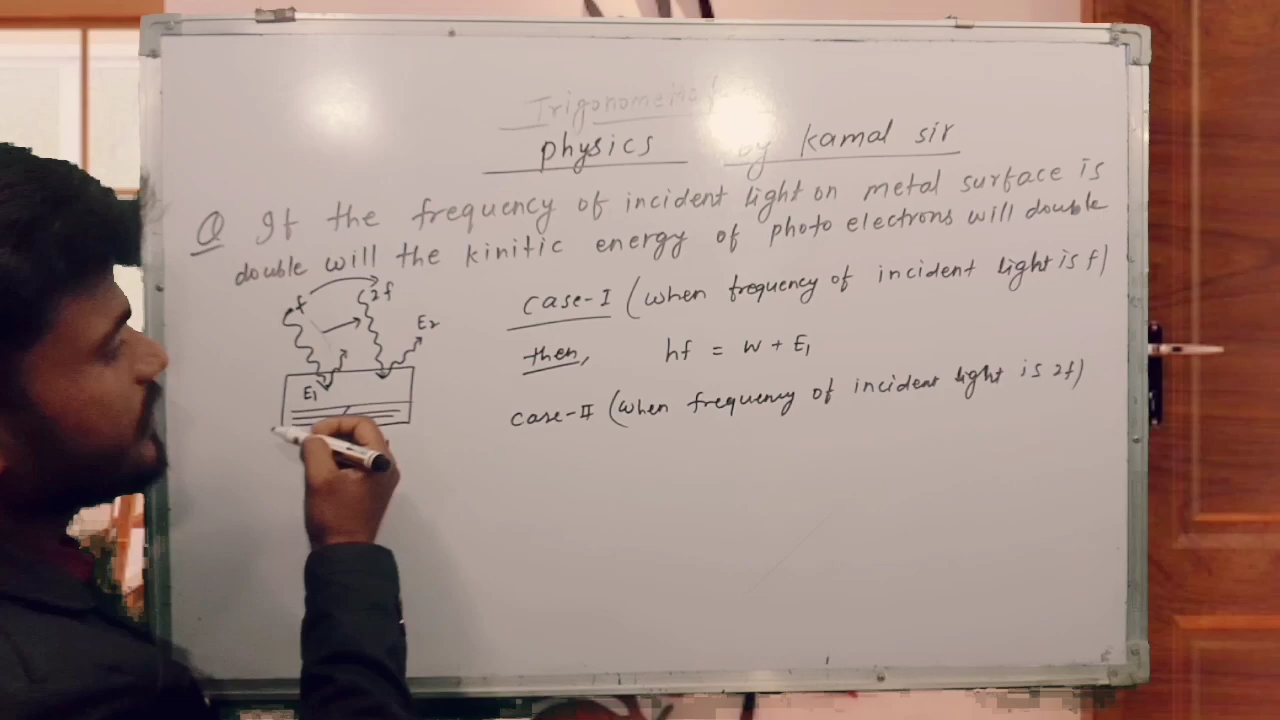 Trigonomet
physics by kamal sir
Q If the frequency of incident light on metal surface is
double will the kinitic energy of photo electrons will double
f
2f
E2
E1
case-I (when frequency of incident light is f)
then, hf = W + E1
case-II (when frequency of incident light is 2f)